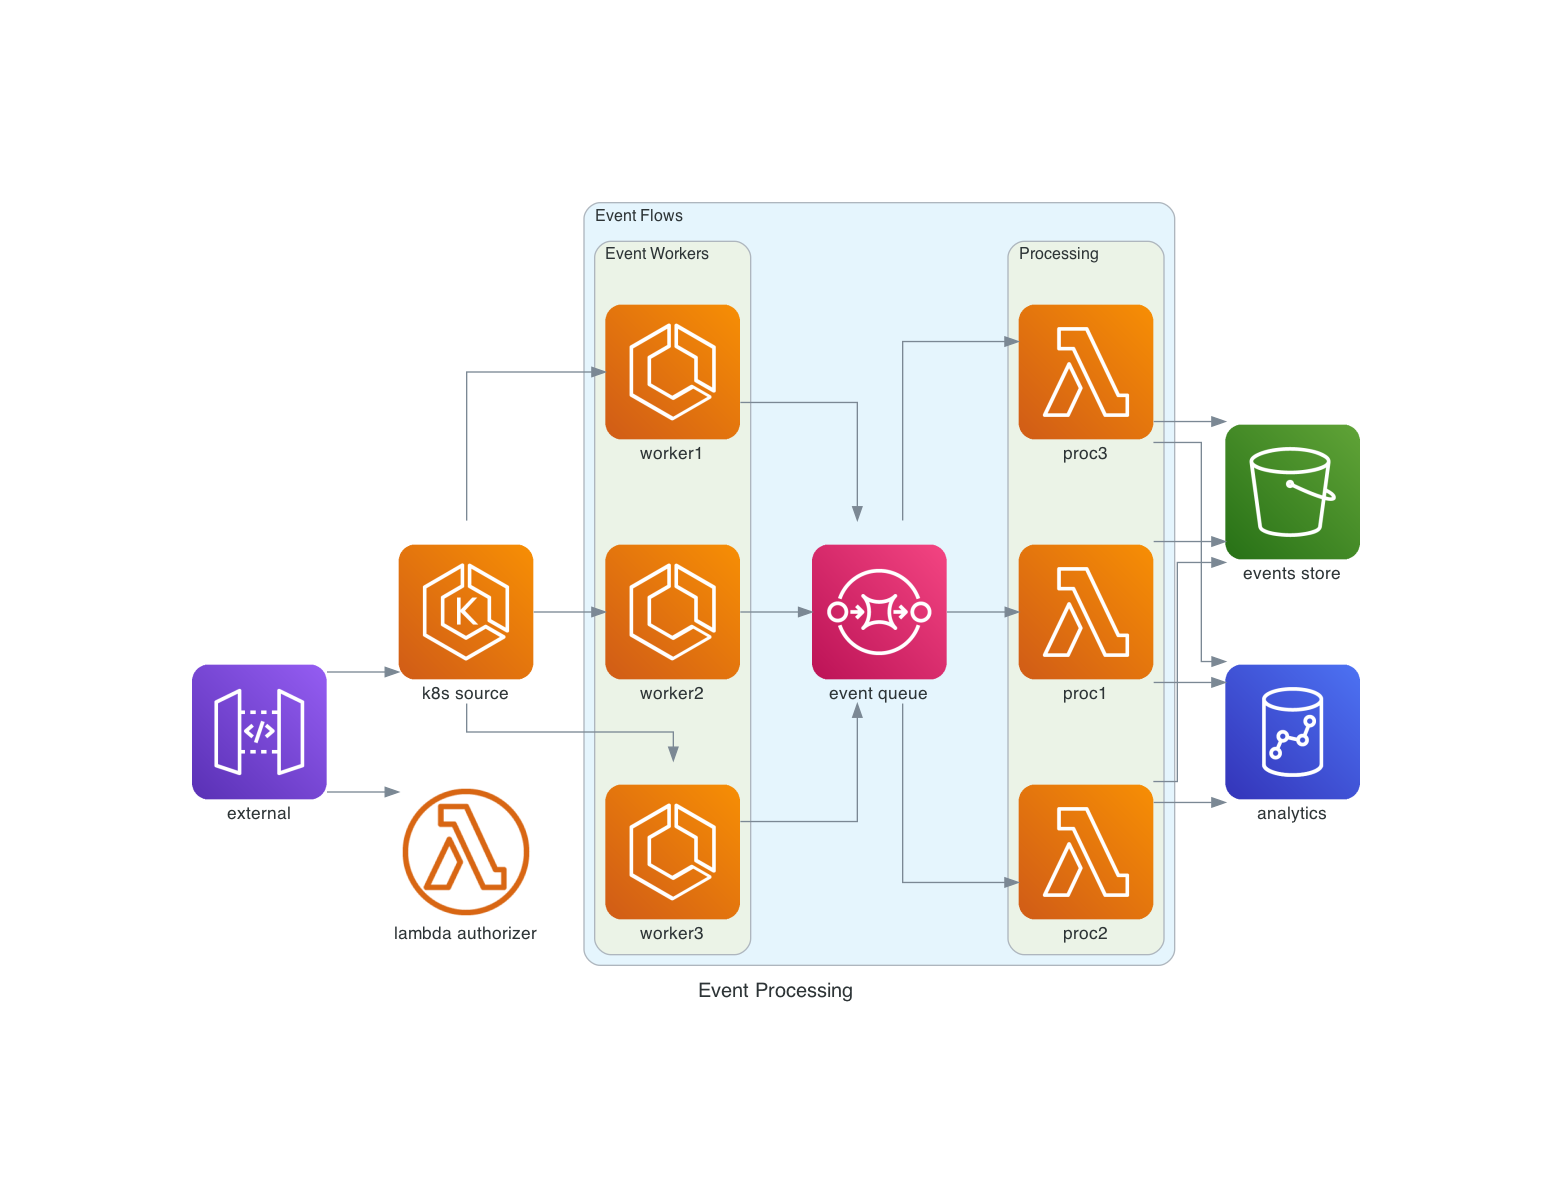 Event Flows
Event Workers
Processing
worker1
proc3
events store
K
k8s source
worker2
event queue
proc1
</>
external
analytics
lambda authorizer
worker3
proc2
Event Processing